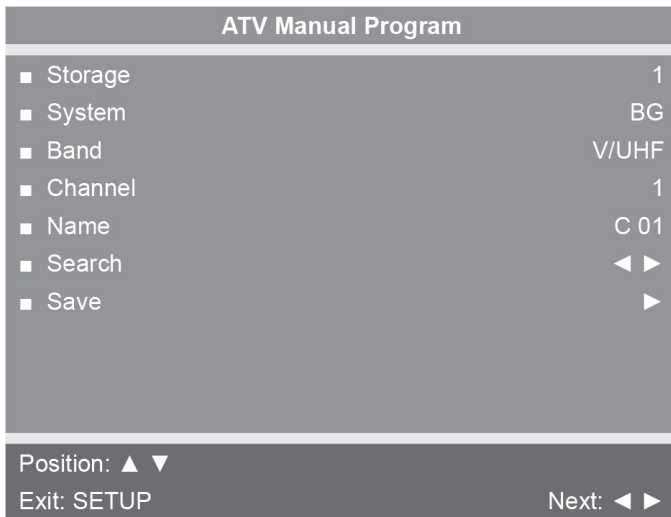 ATV Manual Program
■ Storage 1
■ System BG
■ Band V/UHF
■ Channel 1
■ Name C 01
■ Search ◄ ►
■ Save ►
Position: ▲ ▼
Exit: SETUP Next: ◄ ►